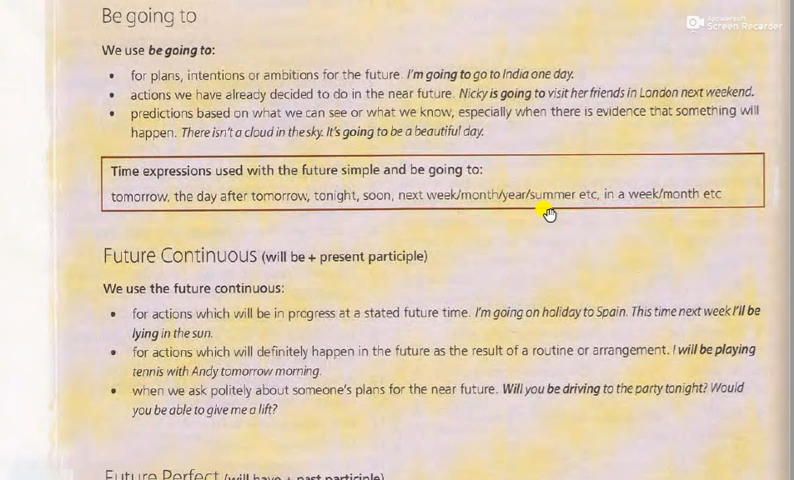 Be going to
Apowersoft
Screen Recorder
We use be going to:
• for plans, intentions or ambitions for the future. I'm going to go to India one day.
• actions we have already decided to do in the near future. Nicky is going to visit her friends in London next weekend.
• predictions based on what we can see or what we know, especially when there is evidence that something will
happen. There isn't a cloud in the sky. It's going to be a beautiful day.
Time expressions used with the future simple and be going to:
tomorrow, the day after tomorrow, tonight, soon, next week/month/year/summer etc, in a week/month etc
Future Continuous (will be + present participle)
We use the future continuous:
• for actions which will be in progress at a stated future time. I'm going on holiday to Spain. This time next week I'll be
lying in the sun.
• for actions which will definitely happen in the future as the result of a routine or arrangement. I will be playing
tennis with Andy tomorrow morning.
• when we ask politely about someone's plans for the near future. Will you be driving to the party tonight? Would
you be able to give me a lift?
Future Perfect (will have + past participle)